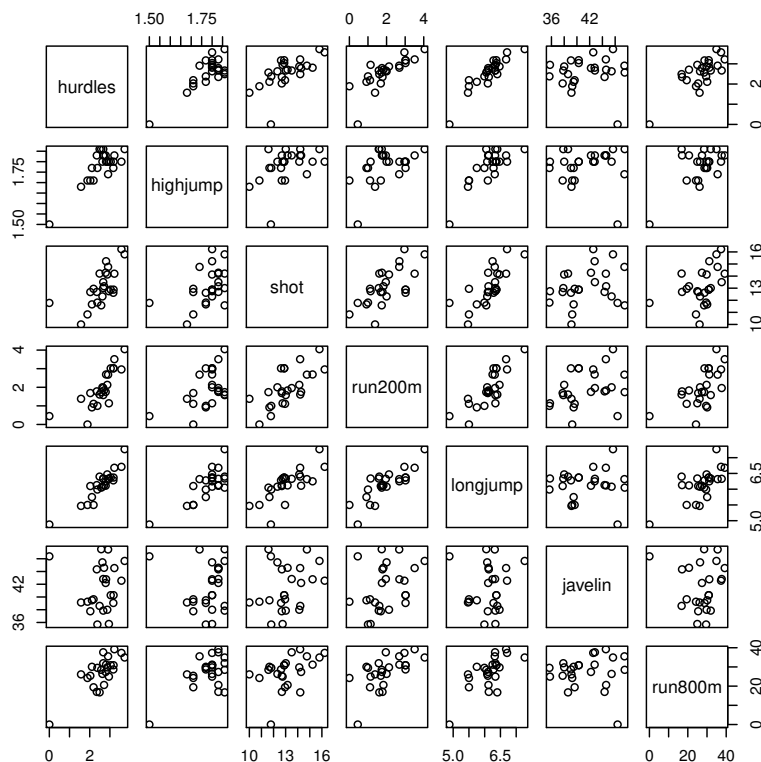 1.50 1.75 0 2 4 36 42
hurdles 0 2
1.50 1.75 highjump
shot 10 13 16
0 2 4 run200m
longjump 5.0 6.5
36 42 javelin
run800m 0 20 40
0 2 10 13 16 5.0 6.5 0 20 40